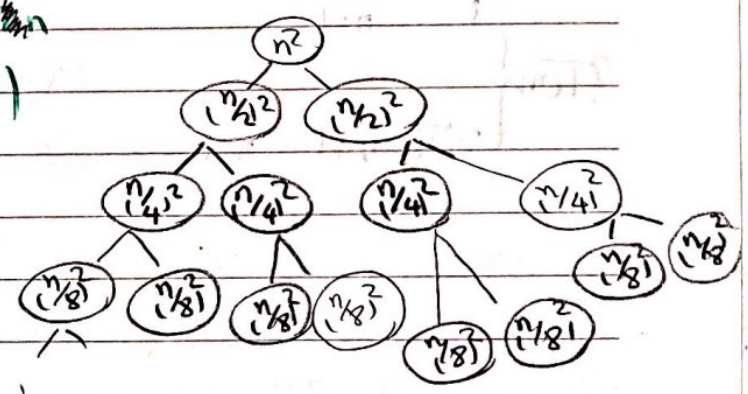 n²
(n/2)² (n/2)²
(n/4)² (n/4)² (n/4)² (n/4)²
(n/8)² (n/8)² (n/8)² (n/8)² (n/8)² (n/8)² (n/8)² (n/8)²